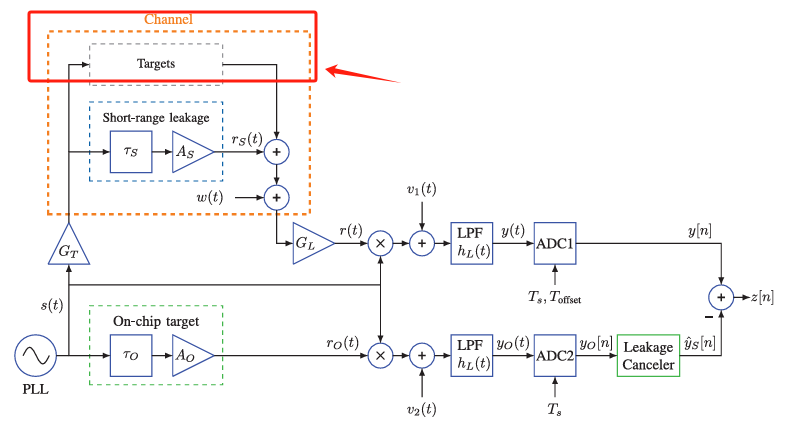 Channel
Targets
Short-range leakage
τ_S
A_S
r_S(t)
+
w(t)
+
G_T
G_L
r(t)
×
v_1(t)
+
LPF
h_L(t)
y(t)
ADC1
y[n]
T_s, T_offset
s(t)
+
z[n]
−
On-chip target
τ_O
A_O
r_O(t)
×
+
LPF
h_L(t)
y_O(t)
ADC2
y_O[n]
Leakage
Canceler
ŷ_S[n]
PLL
v_2(t)
T_s